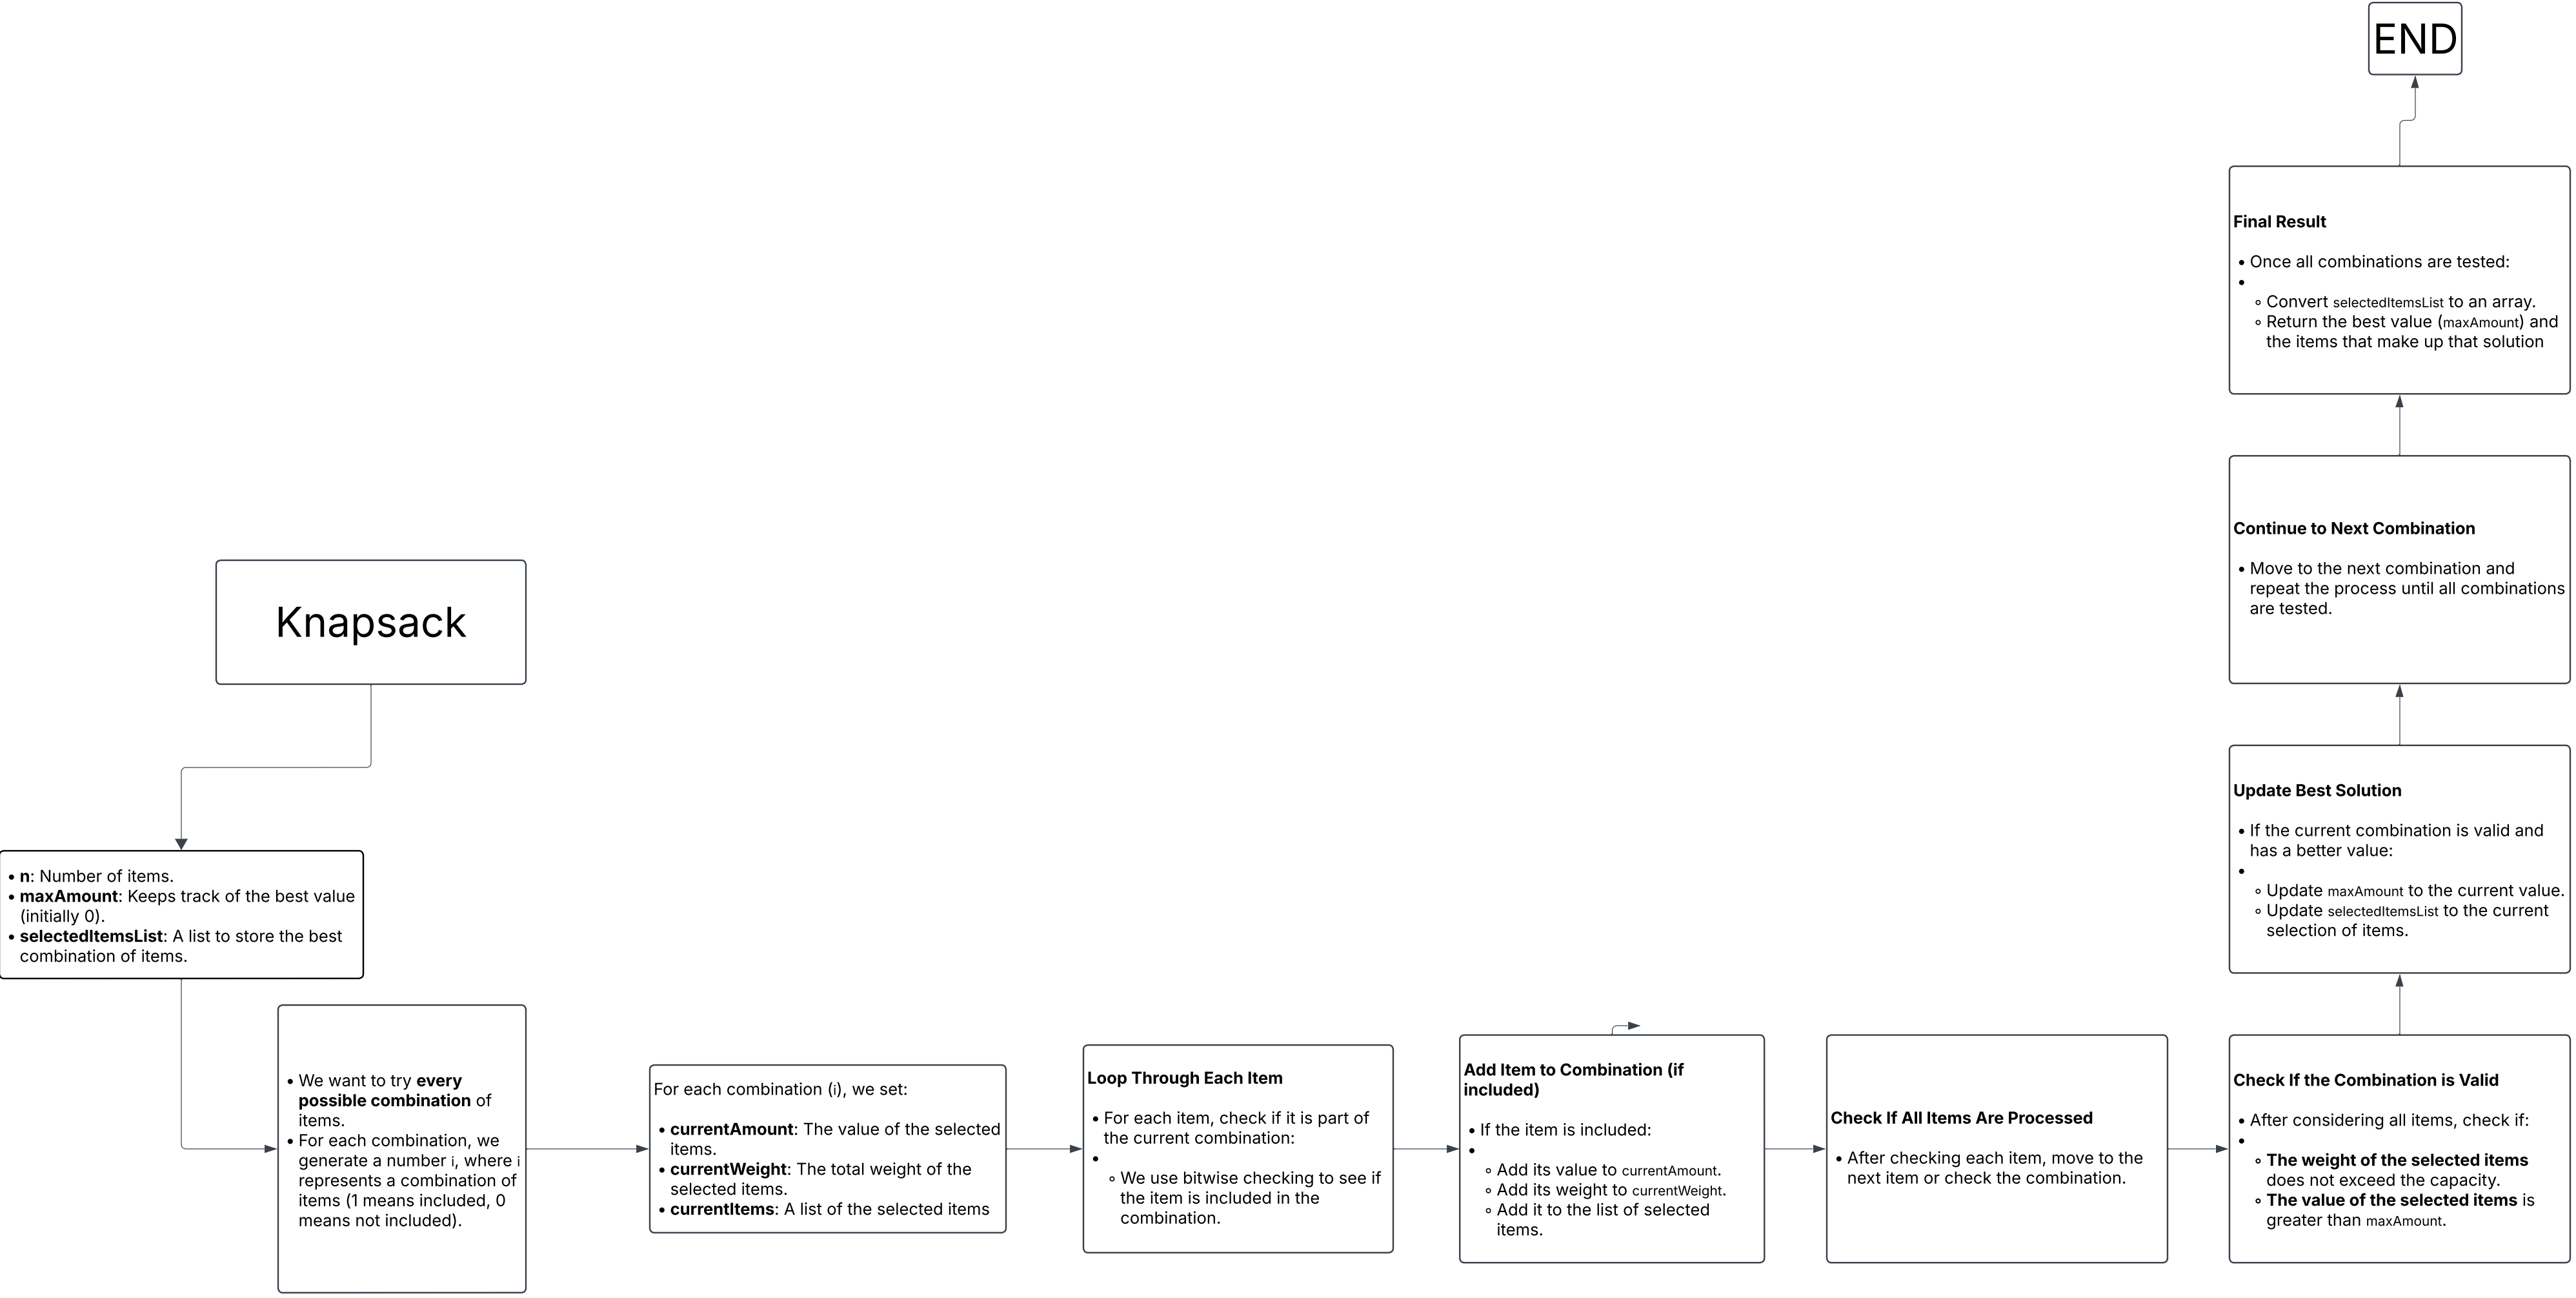 Knapsack
• n: Number of items.
• maxAmount: Keeps track of the best value
(initially 0).
• selectedItemsList: A list to store the best
combination of items.
• We want to try every
possible combination of
items.
• For each combination, we
generate a number i, where i
represents a combination of
items (1 means included, 0
means not included).
For each combination (i), we set:
• currentAmount: The value of the selected
items.
• currentWeight: The total weight of the
selected items.
• currentItems: A list of the selected items
Loop Through Each Item
• For each item, check if it is part of
the current combination:
•
◦ We use bitwise checking to see if
the item is included in the
combination.
Add Item to Combination (if
included)
• If the item is included:
•
◦ Add its value to currentAmount.
◦ Add its weight to currentWeight.
◦ Add it to the list of selected
items.
Check If All Items Are Processed
• After checking each item, move to the
next item or check the combination.
Check If the Combination is Valid
• After considering all items, check if:
•
◦ The weight of the selected items
does not exceed the capacity.
◦ The value of the selected items is
greater than maxAmount.
Update Best Solution
• If the current combination is valid and
has a better value:
•
◦ Update maxAmount to the current value.
◦ Update selectedItemsList to the current
selection of items.
Continue to Next Combination
• Move to the next combination and
repeat the process until all combinations
are tested.
Final Result
• Once all combinations are tested:
•
◦ Convert selectedItemsList to an array.
◦ Return the best value (maxAmount) and
the items that make up that solution
END